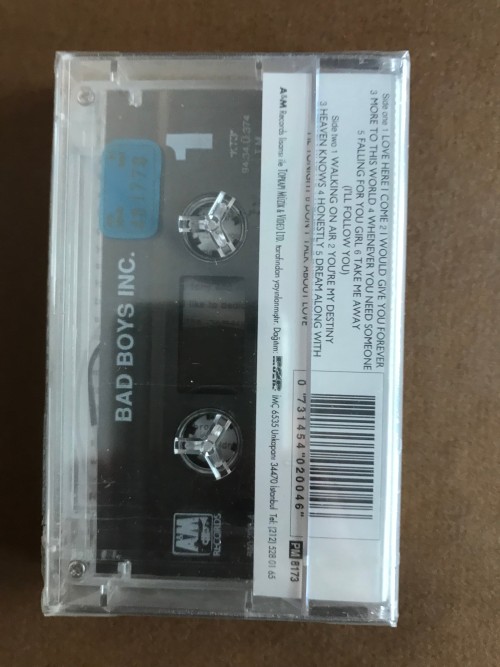 Side one 1 LOVE HERE I COME 2 I WOULD GIVE YOU FOREVER
3 MORE TO THIS WORLD 4 WHENEVER YOU NEED SOMEONE
5 FALLING FOR YOU GIRL 6 TAKE ME AWAY
(I'LL FOLLOW YOU)
Side two 1 WALKING ON AIR 2 YOU'RE MY DESTINY
3 HEAVEN KNOWS 4 HONESTLY 5 DREAM ALONG WITH
TALK ABOUT LOVE
0 731454 020046
PM 8173
A&M Records lisansı ile TOPKAPI MÜZİK & VİDEO LTD. tarafından yayınlanmıştır. Dağıtım: İMÇ 6535 Unkapanı 34470 İstanbul Tel: (212) 528 01 65
1
BAD BOYS INC.
A&M
RECORDS